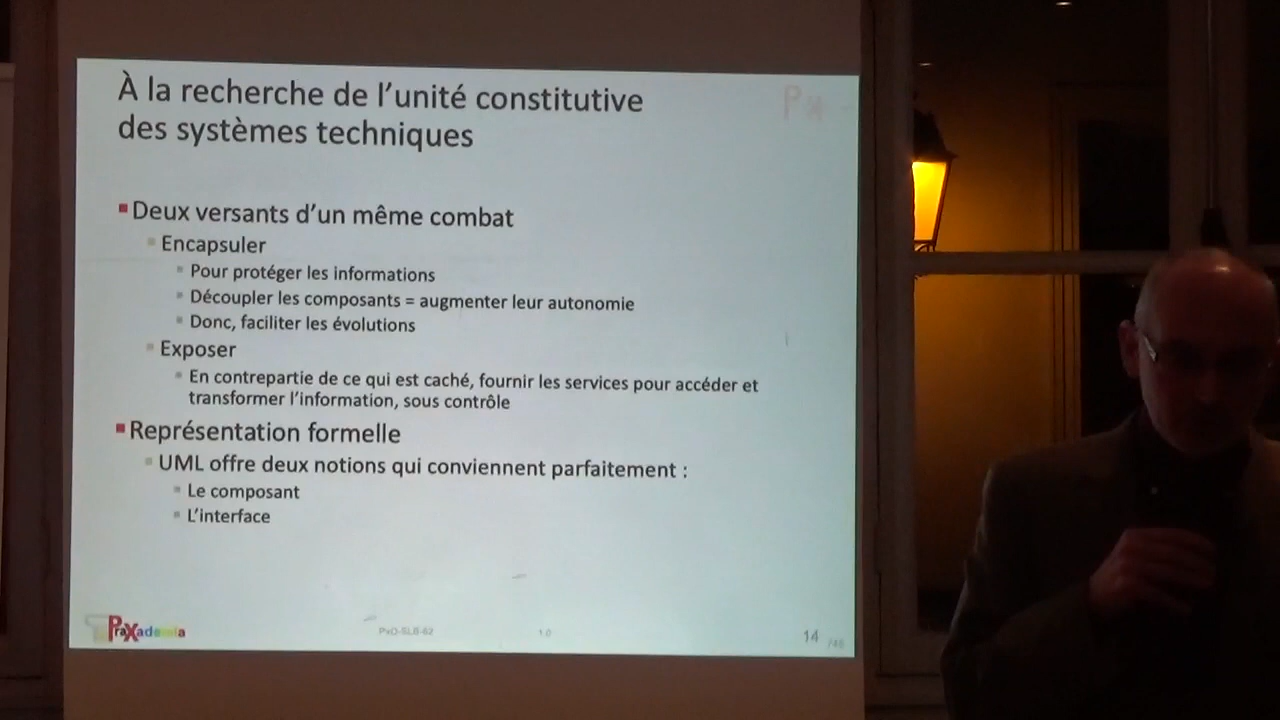 À la recherche de l’unité constitutive
des systèmes techniques
Px
Deux versants d’un même combat
Encapsuler
Pour protéger les informations
Découpler les composants = augmenter leur autonomie
Donc, faciliter les évolutions
Exposer
En contrepartie de ce qui est caché, fournir les services pour accéder et
transformer l’information, sous contrôle
Représentation formelle
UML offre deux notions qui conviennent parfaitement :
Le composant
L’interface
PraXademia
PxO-SLB-62
1.0
14